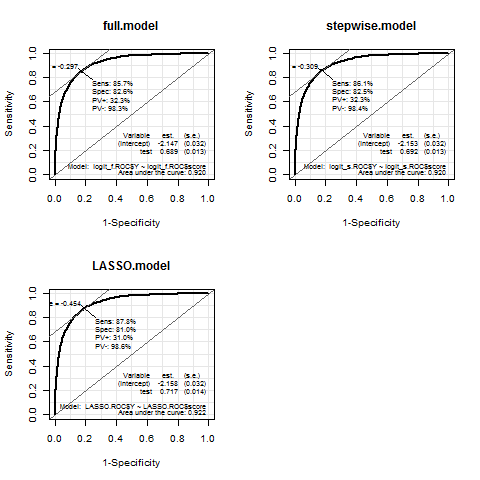 full.model
Sensitivity
0.0 0.2 0.4 0.6 0.8 1.0
= -0.297
Sens: 85.7%
Spec: 82.6%
PV+: 32.3%
PV-: 98.3%
Variable est. (s.e.)
(Intercept) -2.147 (0.032)
test 0.689 (0.013)
Model: logit_f.ROC$Y ~ logit_f.ROC$score
Area under the curve: 0.920
0.0 0.2 0.4 0.6 0.8 1.0
1-Specificity
stepwise.model
Sensitivity
0.0 0.2 0.4 0.6 0.8 1.0
= -0.309
Sens: 86.1%
Spec: 82.5%
PV+: 32.3%
PV-: 98.4%
Variable est. (s.e.)
(Intercept) -2.153 (0.032)
test 0.692 (0.013)
Model: logit_s.ROC$Y ~ logit_s.ROC$score
Area under the curve: 0.920
0.0 0.2 0.4 0.6 0.8 1.0
1-Specificity
LASSO.model
Sensitivity
0.0 0.2 0.4 0.6 0.8 1.0
e = -0.454
Sens: 87.8%
Spec: 81.0%
PV+: 31.0%
PV-: 98.6%
Variable est. (s.e.)
(Intercept) -2.158 (0.032)
test 0.717 (0.014)
Model: LASSO.ROC$Y ~ LASSO.ROC$score
Area under the curve: 0.922
0.0 0.2 0.4 0.6 0.8 1.0
1-Specificity